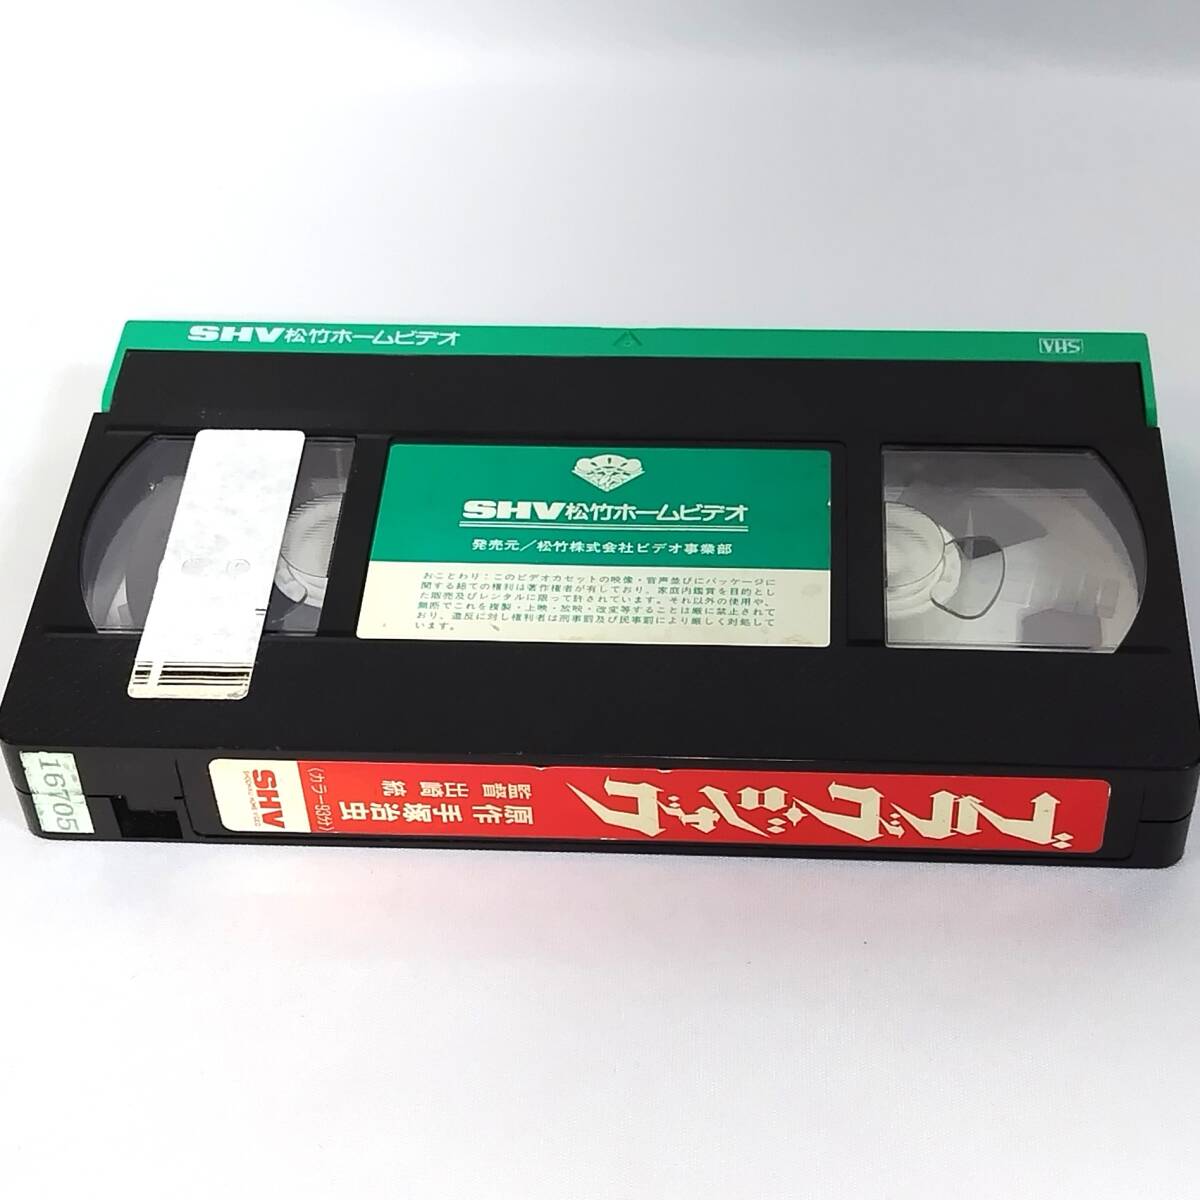 SHV松竹ホームビデオ
VHS
SHV松竹ホームビデオ
発売元／松竹株式会社ビデオ事業部
おことわり：このビデオカセットの映像・音声並びにパッケージに
関する総ての権利は著作権者が有しており、家庭内鑑賞を目的とし
た販売及びレンタルに限って許されています。それ以外の使用や、
無断でこれを複製・上映・放映・改変等することは厳に禁止されて
おり、違反に対し権利者は刑事罰及び民事罰により厳しく対処して
います。
ブラック・ジャック
原作 手塚治虫
監督 出﨑 統
〈カラー93分〉
SHV
SHOCHIKU HOME VIDEO
16705